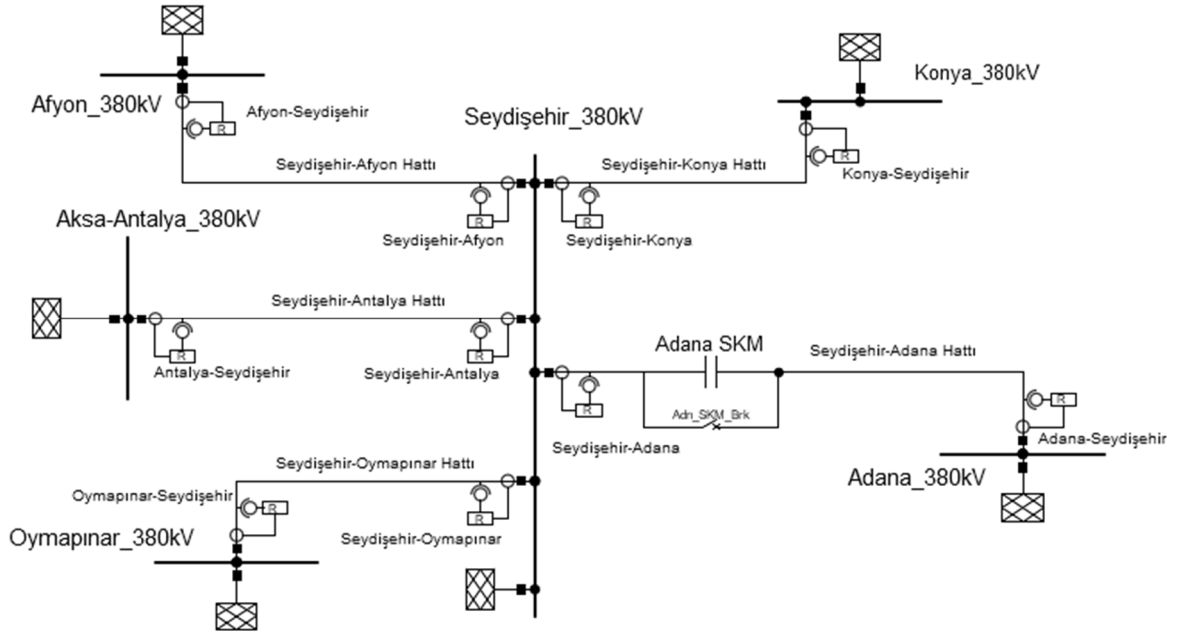 Afyon_380kV
R
Afyon-Seydişehir
Seydişehir_380kV
Konya_380kV
R
Konya-Seydişehir
Seydişehir-Afyon Hattı
Seydişehir-Konya Hattı
R
Seydişehir-Afyon
R
Seydişehir-Konya
Aksa-Antalya_380kV
Seydişehir-Antalya Hattı
R
Antalya-Seydişehir
R
Seydişehir-Antalya
Adana SKM
Seydişehir-Adana Hattı
Adn_SKM_Brk
R
Seydişehir-Adana
R
Adana-Seydişehir
Adana_380kV
Seydişehir-Oymapınar Hattı
Oymapınar-Seydişehir
R
Oymapınar_380kV
R
Seydişehir-Oymapınar